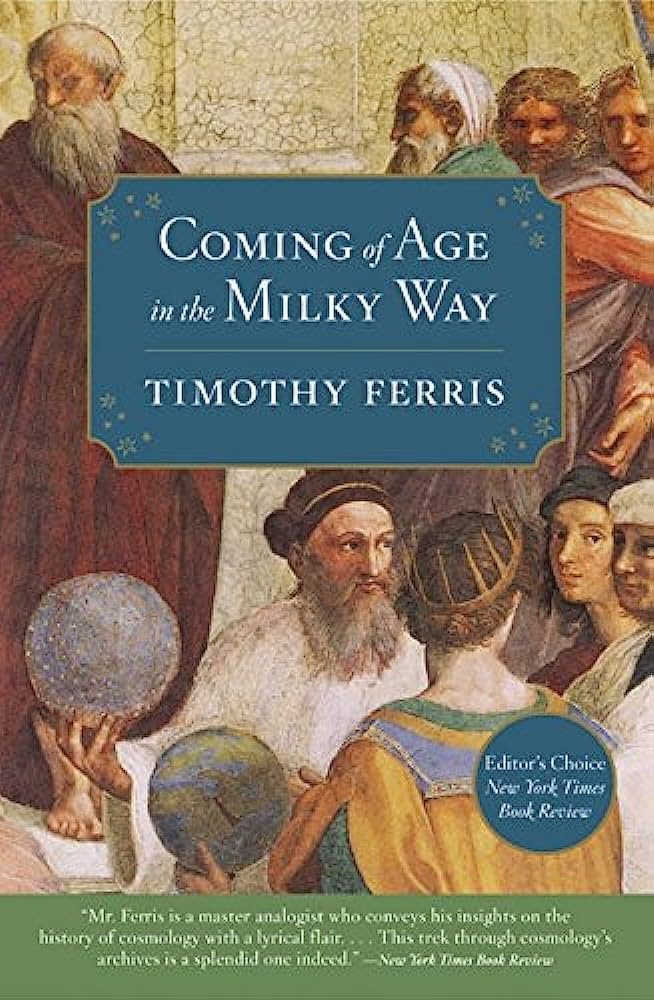 COMING of AGE
in the MILKY WAY
TIMOTHY FERRIS
Editor's Choice
New York Times
Book Review
“Mr. Ferris is a master analogist who conveys his insights on the
history of cosmology with a lyrical flair. . . . This trek through cosmology's
archives is a splendid one indeed.” —New York Times Book Review